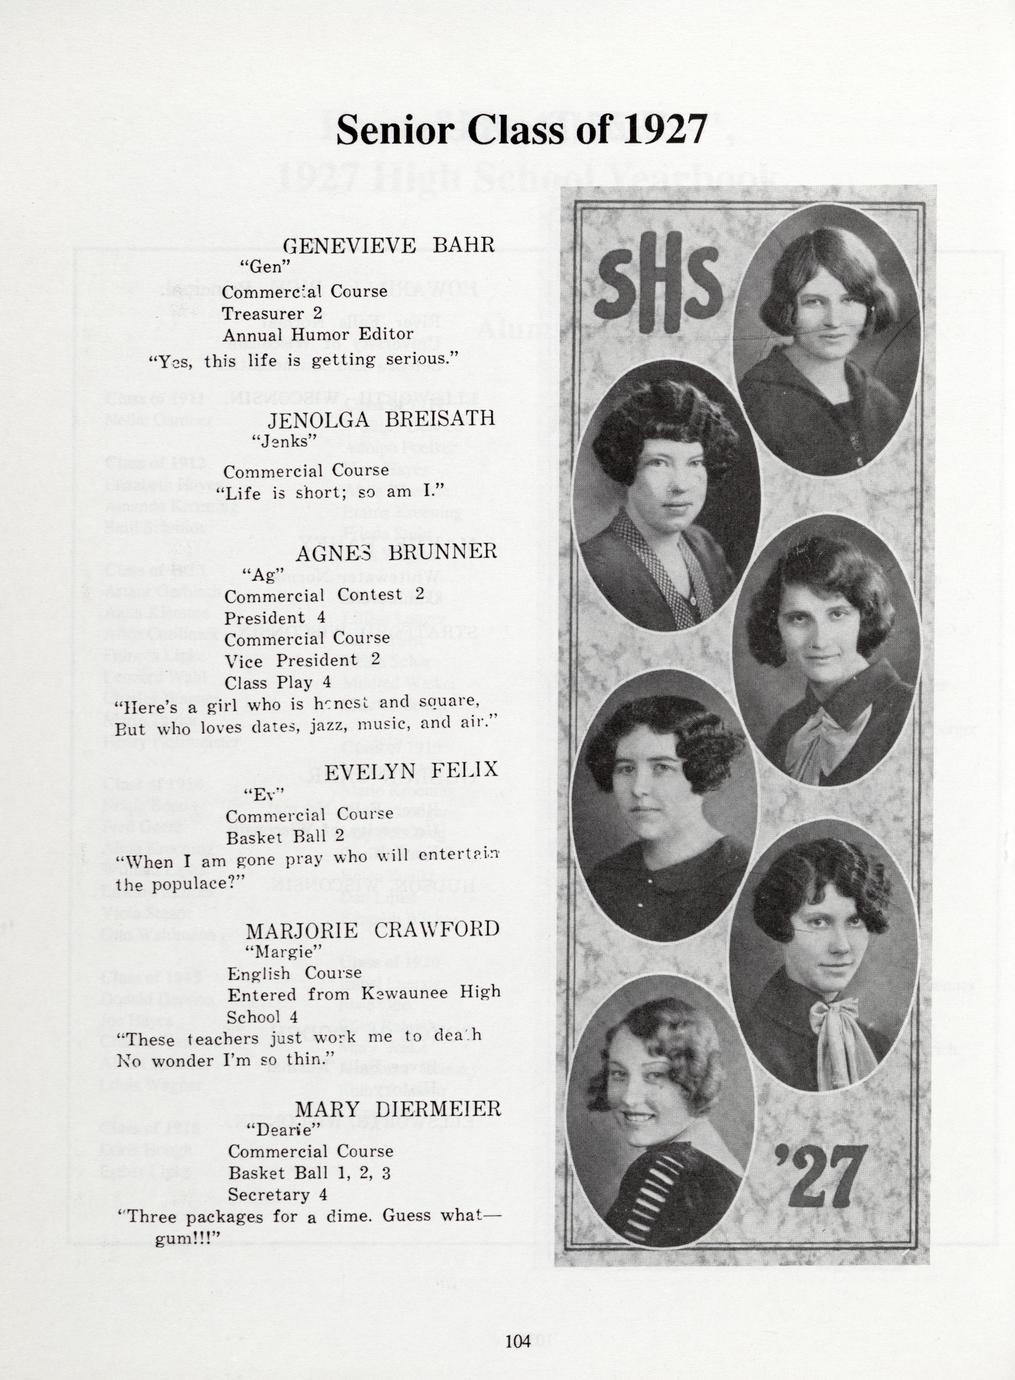 Senior Class of 1927
GENEVIEVE BAHR
"Gen"
Commercial Course
Treasurer 2
Annual Humor Editor
"Yes, this life is getting serious."
JENOLGA BREISATH
"Jenks"
Commercial Course
"Life is short; so am I."
AGNES BRUNNER
"Ag"
Commercial Contest 2
President 4
Commercial Course
Vice President 2
Class Play 4
"Here's a girl who is honest and square,
But who loves dates, jazz, music, and air."
EVELYN FELIX
"Ev"
Commercial Course
Basket Ball 2
"When I am gone pray who will entertain
the populace?"
MARJORIE CRAWFORD
"Margie"
English Course
Entered from Kewaunee High
School 4
"These teachers just work me to death
No wonder I'm so thin."
MARY DIERMEIER
"Dearie"
Commercial Course
Basket Ball 1, 2, 3
Secretary 4
"Three packages for a dime. Guess what—
gum!!!"
SHS
'27
104